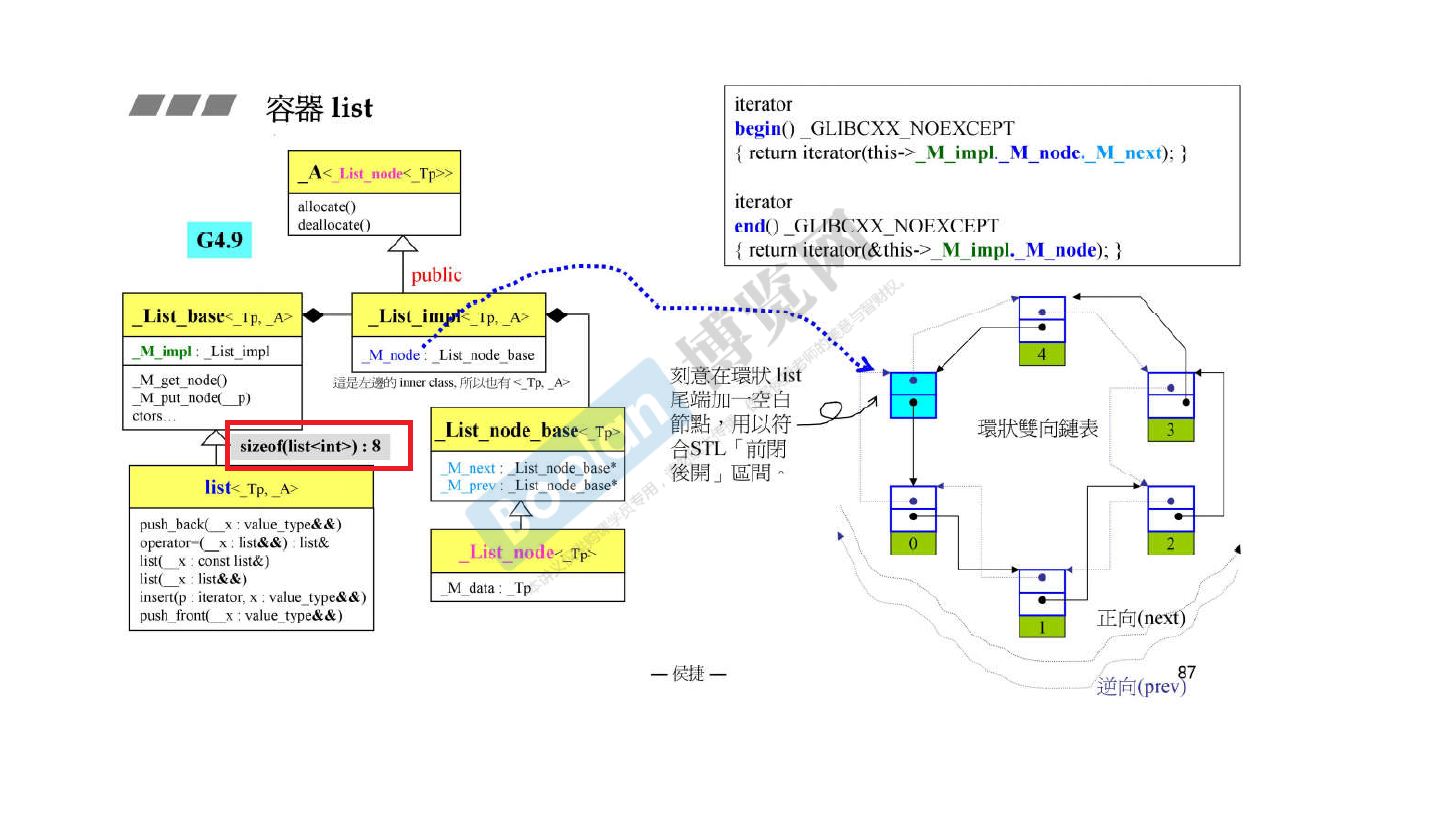 容器 list
iterator
begin() _GLIBCXX_NOEXCEPT
{ return iterator(this->_M_impl._M_node._M_next); }
iterator
end() _GLIBCXX_NOEXCEPT
{ return iterator(&this->_M_impl._M_node); }
_A<_List_node<_Tp>>
allocate()
deallocate()
G4.9
public
_List_base<_Tp, _A>
_M_impl : _List_impl
_M_get_node()
_M_put_node(__p)
ctors…
_List_impl<_Tp, _A>
_M_node : _List_node_base
這是左邊的 inner class, 所以也有 <_Tp, _A>
sizeof(list<int>) : 8
list<_Tp, _A>
push_back(__x : value_type&&)
operator=(__x : list&&) : list&
list(__x : const list&)
list(__x : list&&)
insert(p : iterator, x : value_type&&)
push_front(__x : value_type&&)
_List_node_base<_Tp>
_M_next : _List_node_base*
_M_prev : _List_node_base*
_List_node<_Tp>
_M_data : _Tp
刻意在環狀 list
尾端加一空白
節點，用以符
合STL「前閉
後開」區間。
環狀雙向鏈表
4
3
0
2
1
正向(next)
逆向(prev)
— 侯捷 —
87
Boolan
博览网